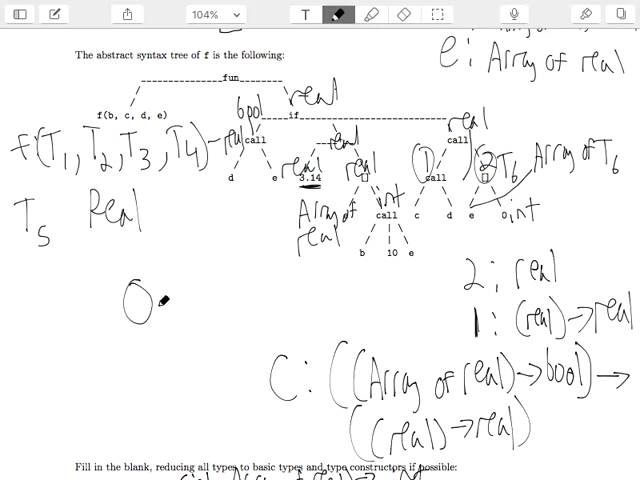 104%
T
e: Array of real
The abstract syntax tree of f is the following:
fun
real
f(b, c, d, e)
bool
if
real
f(T1, T2, T3, T4) → real
call
real
call
real
3.14
real
[]
1
call
2
[]
T6
Array of T6
d
e
Array of real
int
call
c
d
e
0
int
T5
Real
b
10
e
2: real
1: (real) → real
O
C: ((Array of real) → bool) →
((real) → real)
Fill in the blank, reducing all types to basic types and type constructors if possible: